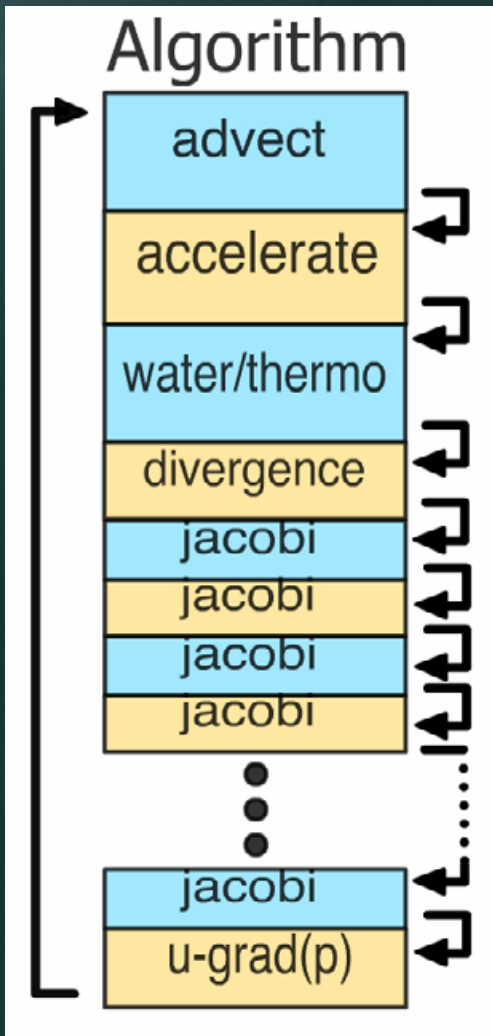 Algorithm
advect
accelerate
water/thermo
divergence
jacobi
jacobi
jacobi
jacobi
jacobi
u-grad(p)